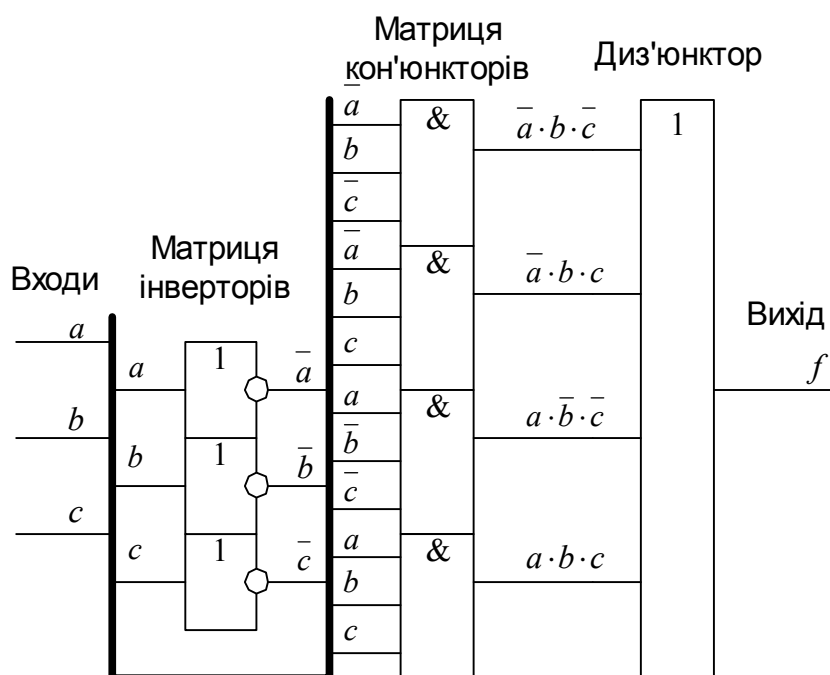 Матриця
кон'юнкторів
Диз'юнктор
Матриця
інверторів
Входи
Вихід
a
b
c
a
b
c
1
1
1
a̅
b̅
c̅
a̅
b
c̅
a̅
b
c
a
b̅
c̅
a
b
c
&
&
&
&
a̅ · b · c̅
a̅ · b · c
a · b̅ · c̅
a · b · c
1
f